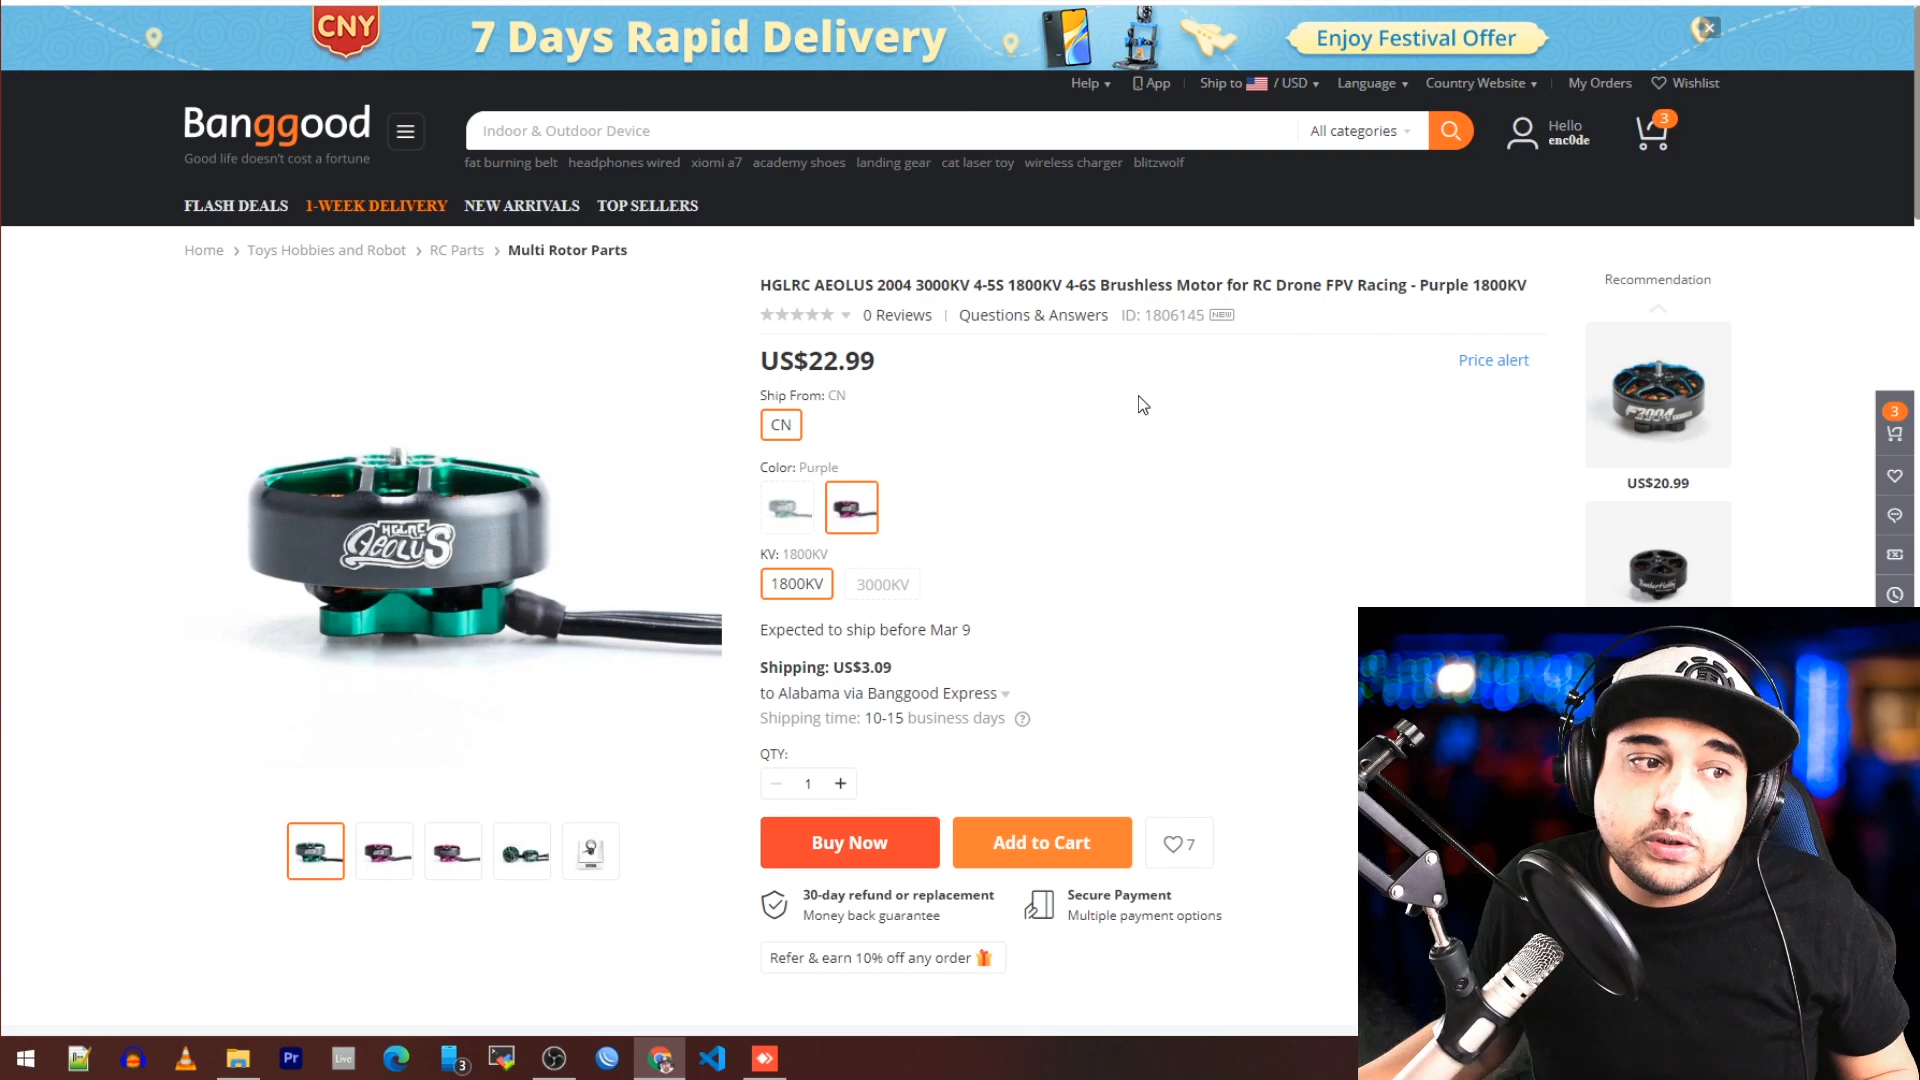 CNY
7 Days Rapid Delivery
Enjoy Festival Offer
Help
App
Ship to / USD
Language
Country Website
My Orders
Wishlist
Banggood
Good life doesn't cost a fortune
Indoor & Outdoor Device
All categories
Hello
enc0de
3
fat burning belt headphones wired xiomi a7 academy shoes landing gear cat laser toy wireless charger blitzwolf
FLASH DEALS 1-WEEK DELIVERY NEW ARRIVALS TOP SELLERS
Home > Toys Hobbies and Robot > RC Parts > Multi Rotor Parts
HGLRC AEOLUS 2004 3000KV 4-5S 1800KV 4-6S Brushless Motor for RC Drone FPV Racing - Purple 1800KV
0 Reviews | Questions & Answers ID: 1806145 NEW
US$22.99
Price alert
Ship From: CN
CN
Color: Purple
KV: 1800KV
1800KV
3000KV
Expected to ship before Mar 9
Shipping: US$3.09
to Alabama via Banggood Express
Shipping time: 10-15 business days ?
QTY:
1 +
Buy Now
Add to Cart
7
30-day refund or replacement
Money back guarantee
Secure Payment
Multiple payment options
Refer & earn 10% off any order
HGLRC
AEOLUS
Recommendation
F2004
US$20.99
3
Pr
Live
3